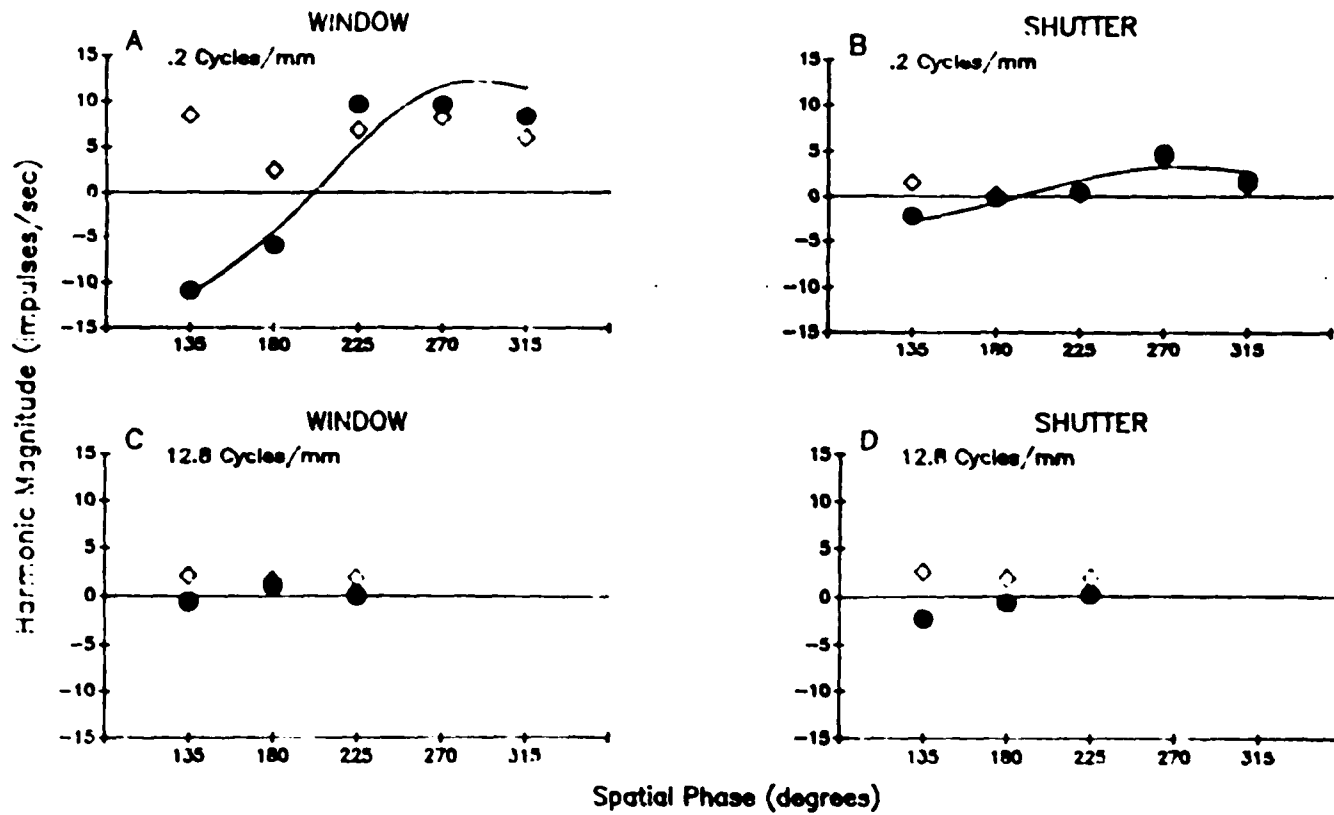 WINDOW
A
.2 Cycles/mm
15
10
5
0
−5
−10
−15
135 180 225 270 315
SHUTTER
B
.2 Cycles/mm
15
10
5
0
−5
−10
−15
135 180 225 270 315
Harmonic Magnitude (impulses/sec)
WINDOW
C
12.8 Cycles/mm
15
10
5
0
−5
−10
−15
135 180 225 270 315
SHUTTER
D
12.8 Cycles/mm
15
10
5
0
−5
−10
−15
135 180 225 270 315
Spatial Phase (degrees)